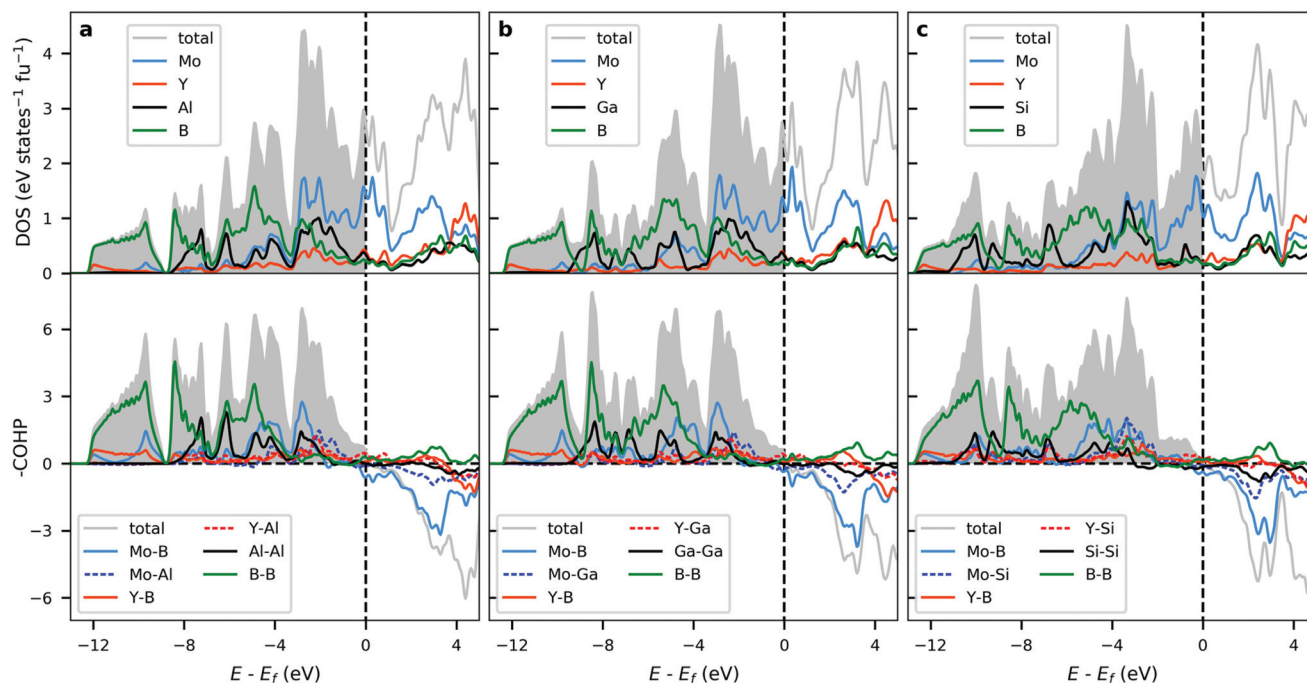 a
total
Mo
Y
Al
B
b
total
Mo
Y
Ga
B
c
total
Mo
Y
Si
B
DOS (eV states⁻¹ fu⁻¹)
4
3
2
1
0
-COHP
6
3
0
−3
−6
total
Mo-B
Mo-Al
Y-B
Y-Al
Al-Al
B-B
total
Mo-B
Mo-Ga
Y-B
Y-Ga
Ga-Ga
B-B
total
Mo-B
Mo-Si
Y-B
Y-Si
Si-Si
B-B
−12 −8 −4 0 4
−12 −8 −4 0 4
−12 −8 −4 0 4
E - E_f (eV)
E - E_f (eV)
E - E_f (eV)